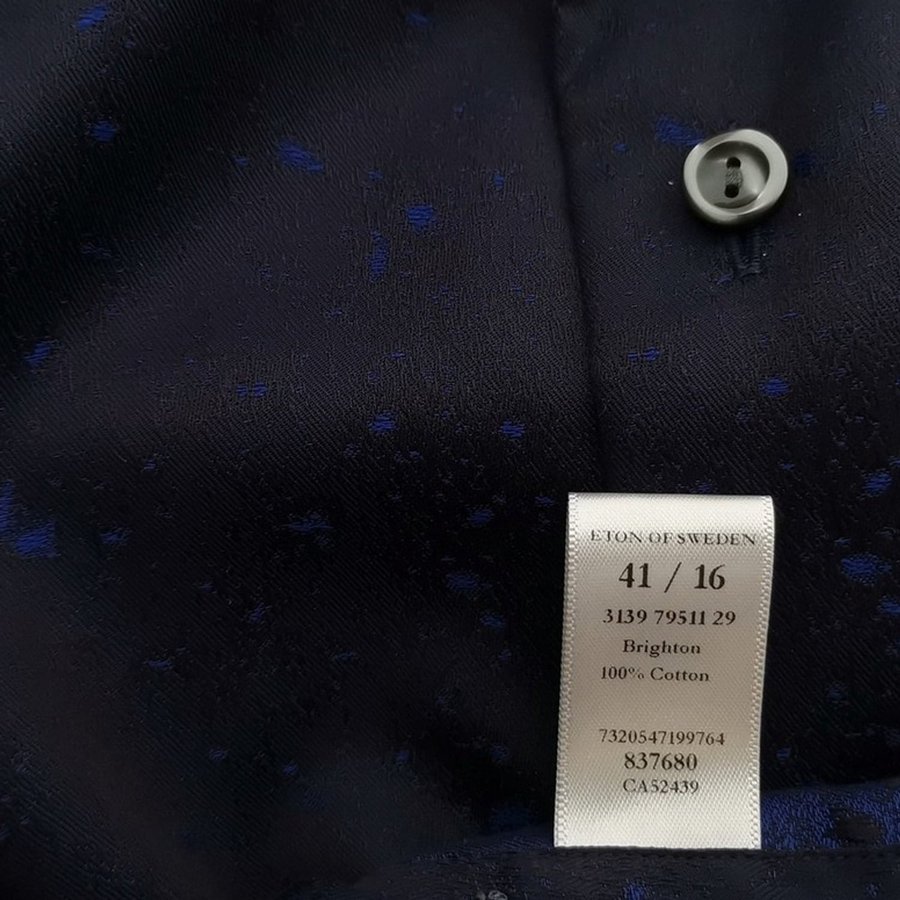 ETON OF SWEDEN
41 / 16
3139 79511 29
Brighton
100% Cotton
7320547199764
837680
CA52439